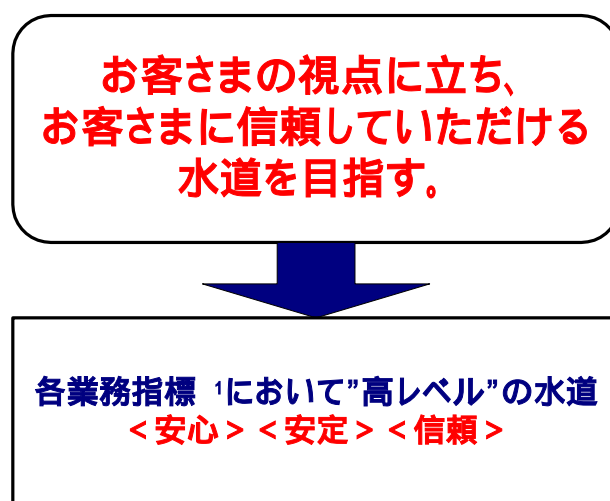 お客さまの視点に立ち、
お客さまに信頼していただける
水道を目指す。
各業務指標 1において”高レベル”の水道
＜安心＞＜安定＞＜信頼＞